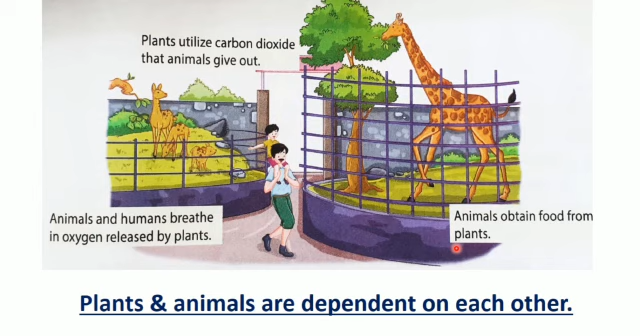 Plants utilize carbon dioxide
that animals give out.
Animals and humans breathe
in oxygen released by plants.
Animals obtain food from
plants.
Plants & animals are dependent on each other.